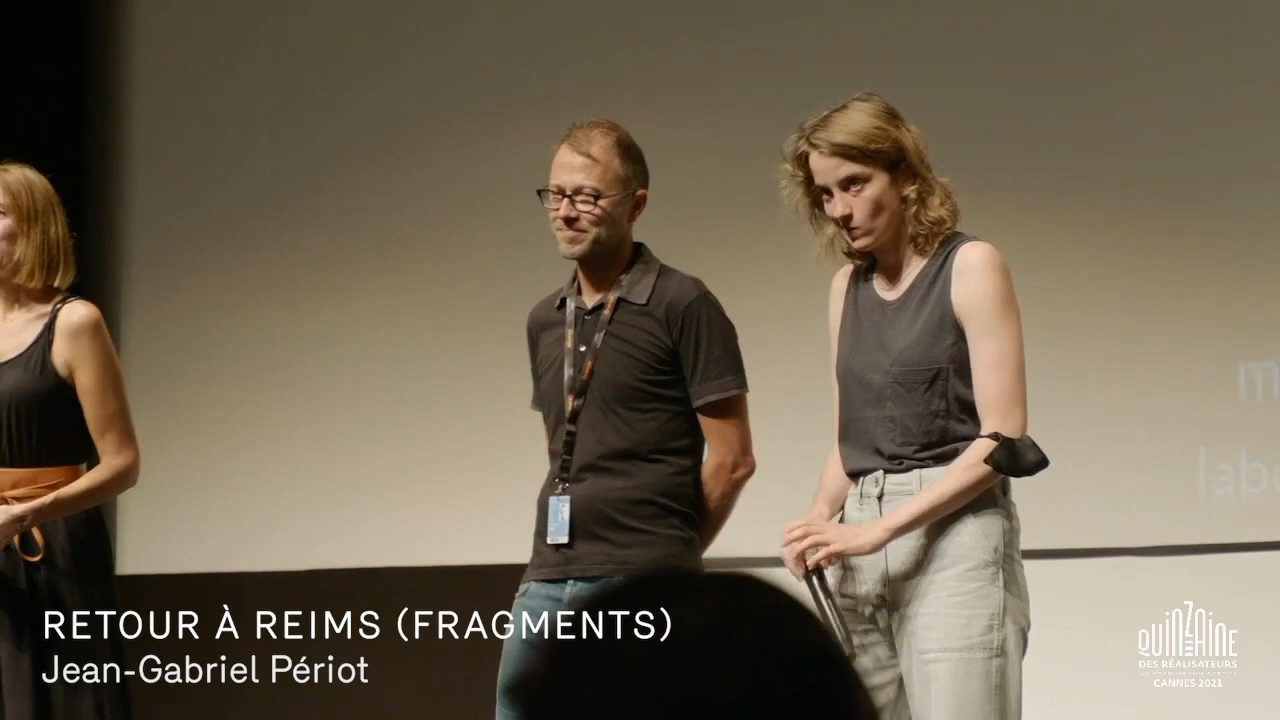 RETOUR À REIMS (FRAGMENTS)
Jean-Gabriel Périot
QUINZAINE
DES RÉALISATEURS
CANNES 2021